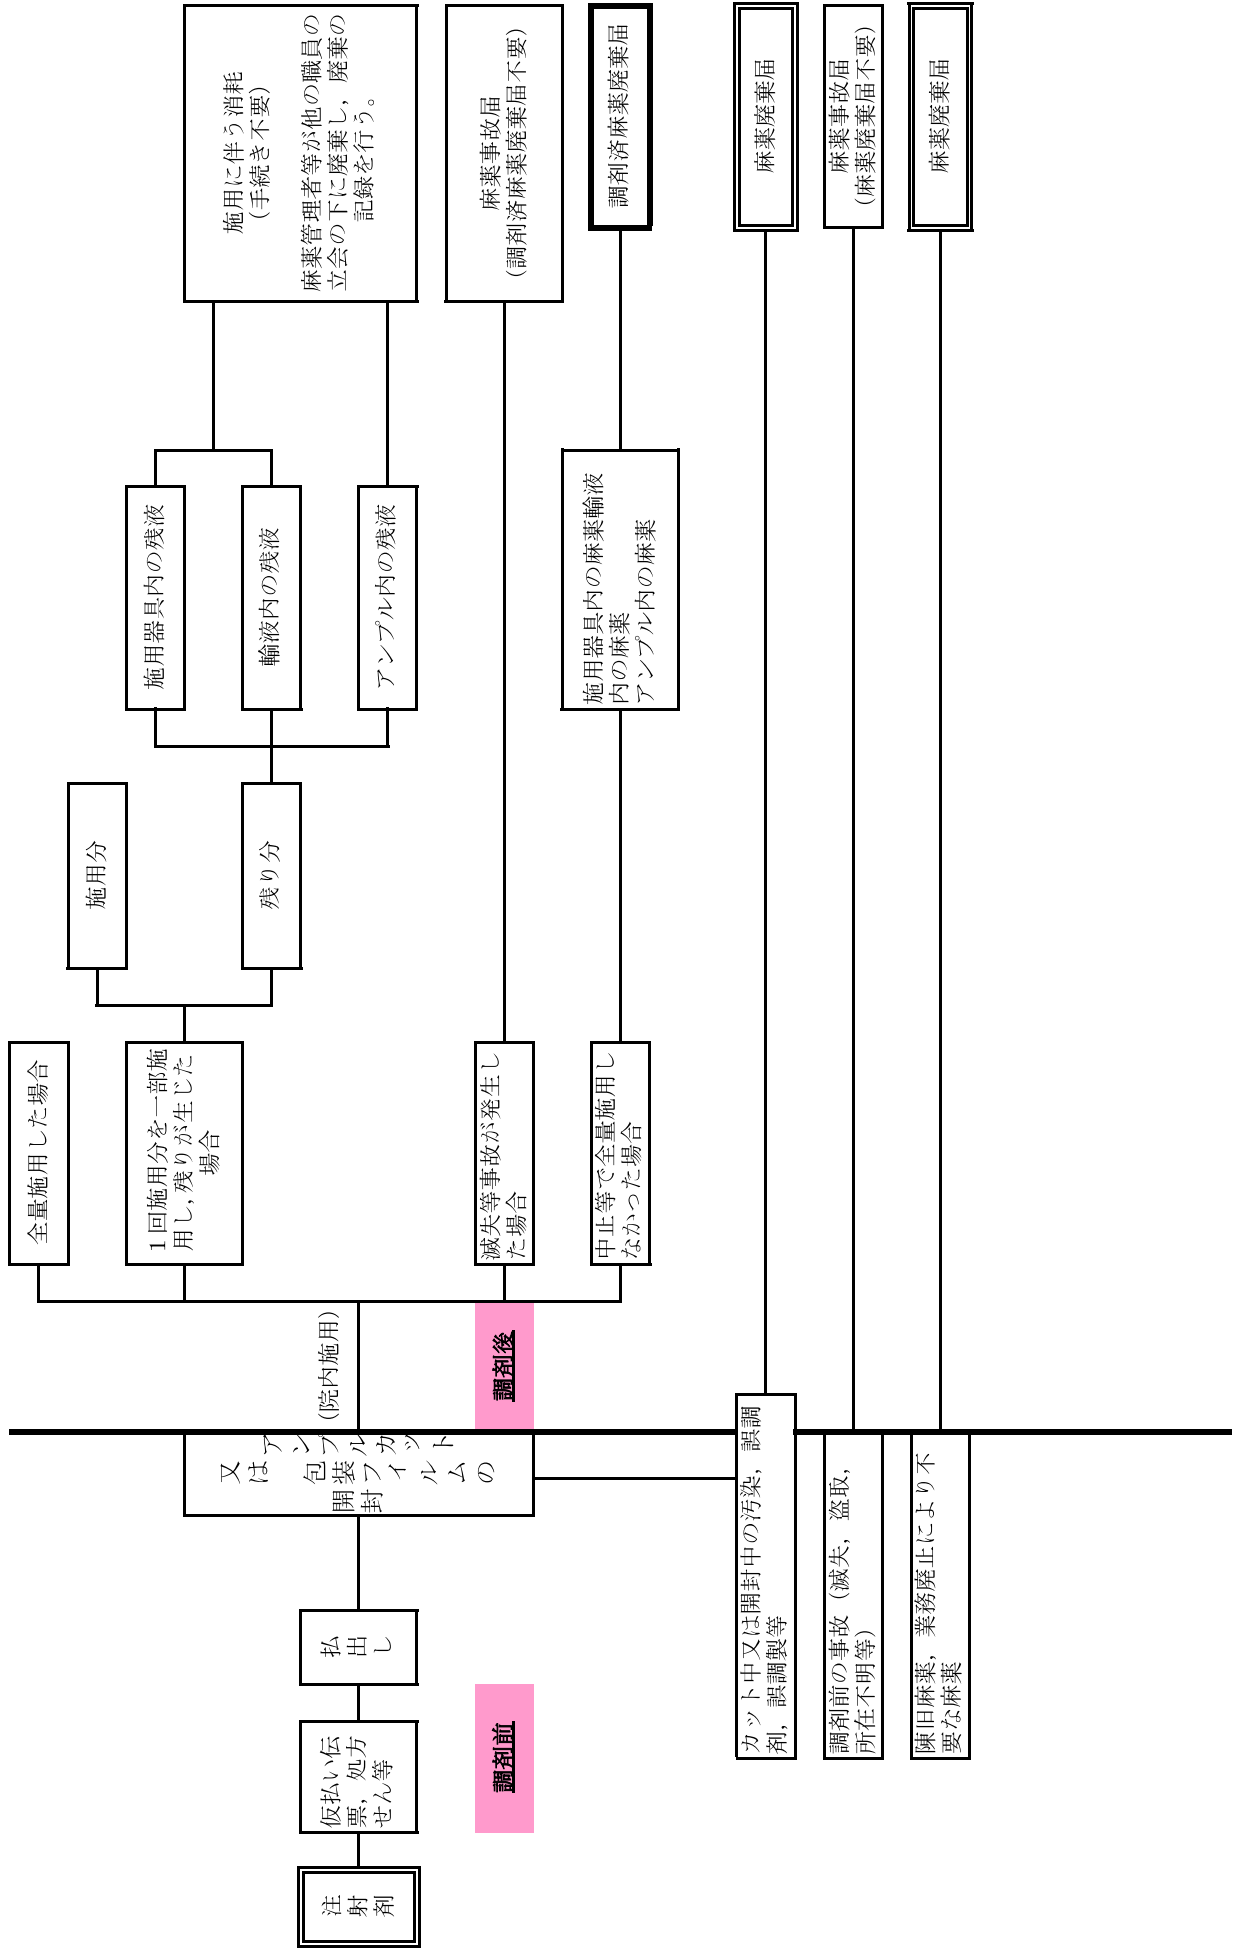 注
射
剤
仮払い伝
票，処方
せん等
払
出
し
アンプルカット
又は　包装フィルムの
開封
（院内施用）
調剤前
調剤後
全量施用した場合
１回施用分を一部施
用し，残りが生じた
場合
施用分
残り分
施用器具内の残液
輸液内の残液
アンプル内の残液
施用に伴う消耗
（手続き不要）
麻薬管理者等が他の職員の
立会の下に廃棄し，廃棄の
記録を行う。
滅失等事故が発生し
た場合
麻薬事故届
（調剤済麻薬廃棄届不要）
中止等で全量施用し
なかった場合
施用器具内の麻薬輸液
内の麻薬
アンプル内の麻薬
調剤済麻薬廃棄届
カット中又は開封中の汚染，誤調
剤，誤調製等
麻薬廃棄届
調剤前の事故（滅失，盗取，
所在不明等）
麻薬事故届
（麻薬廃棄届不要）
陳旧麻薬，業務廃止により不
要な麻薬
麻薬廃棄届